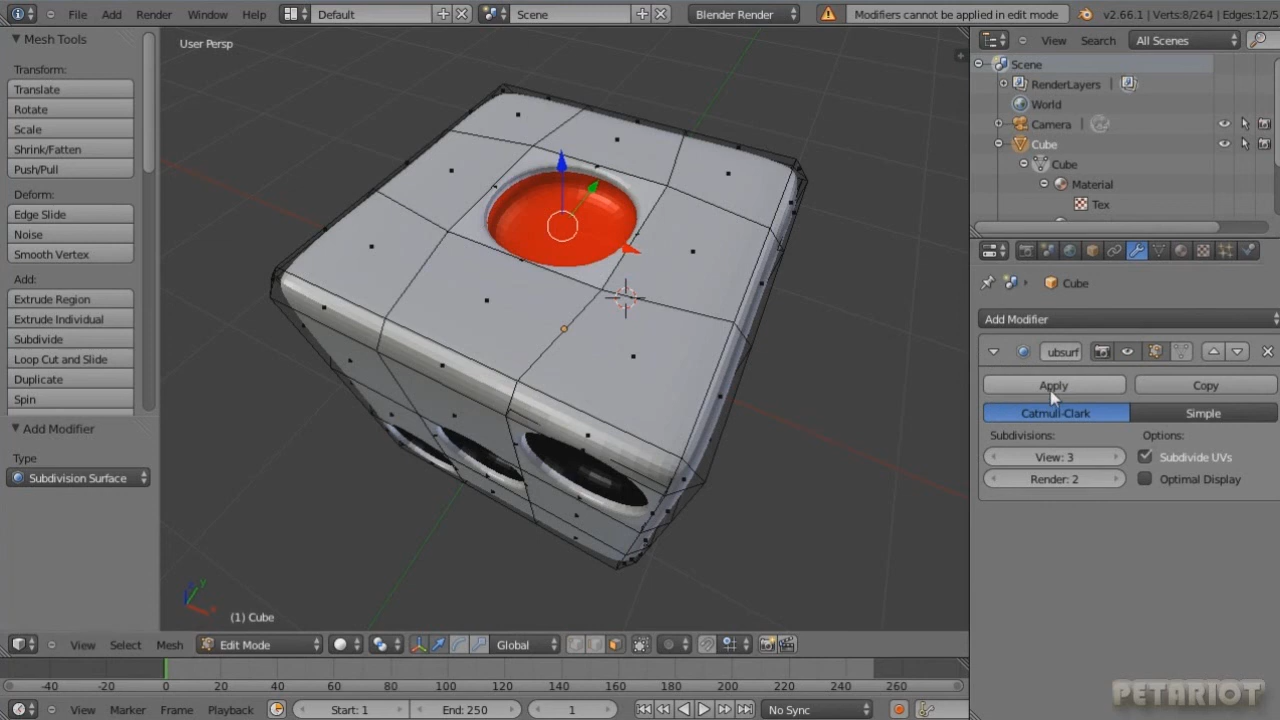 File Add Render Window Help Default Scene Blender Render Modifiers cannot be applied in edit mode v2.66.1 | Verts:8/264 | Edges:12/5
Mesh Tools
Transform:
Translate
Rotate
Scale
Shrink/Fatten
Push/Pull
Deform:
Edge Slide
Noise
Smooth Vertex
Add:
Extrude Region
Extrude Individual
Subdivide
Loop Cut and Slide
Duplicate
Spin
Add Modifier
Type
Subdivision Surface
User Persp
(1) Cube
View Select Mesh Edit Mode Global
View Search All Scenes
Scene
RenderLayers |
World
Camera |
Cube
Cube
Material
Tex
Cube
Add Modifier
ubsurf
Apply Copy
Catmull-Clark Simple
Subdivisions: Options:
View: 3 Subdivide UVs
Render: 2 Optimal Display
-40 -20 0 20 40 60 80 100 120 140 160 180 200 220 240 260
View Marker Frame Playback Start: 1 End: 250 1 No Sync
PETARIOT